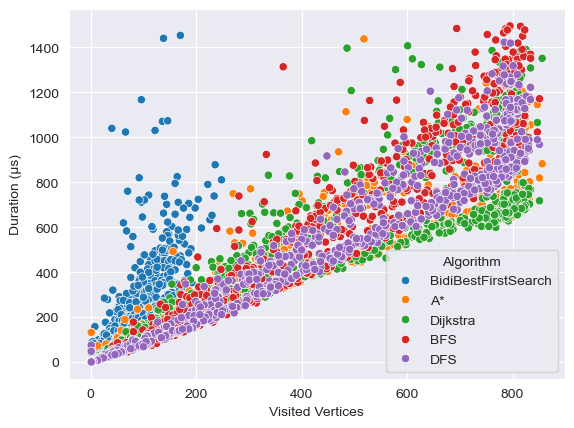 1400
1200
1000
800
600
400
200
0
Duration (µs)
0 200 400 600 800
Visited Vertices
Algorithm
BidiBestFirstSearch
A*
Dijkstra
BFS
DFS